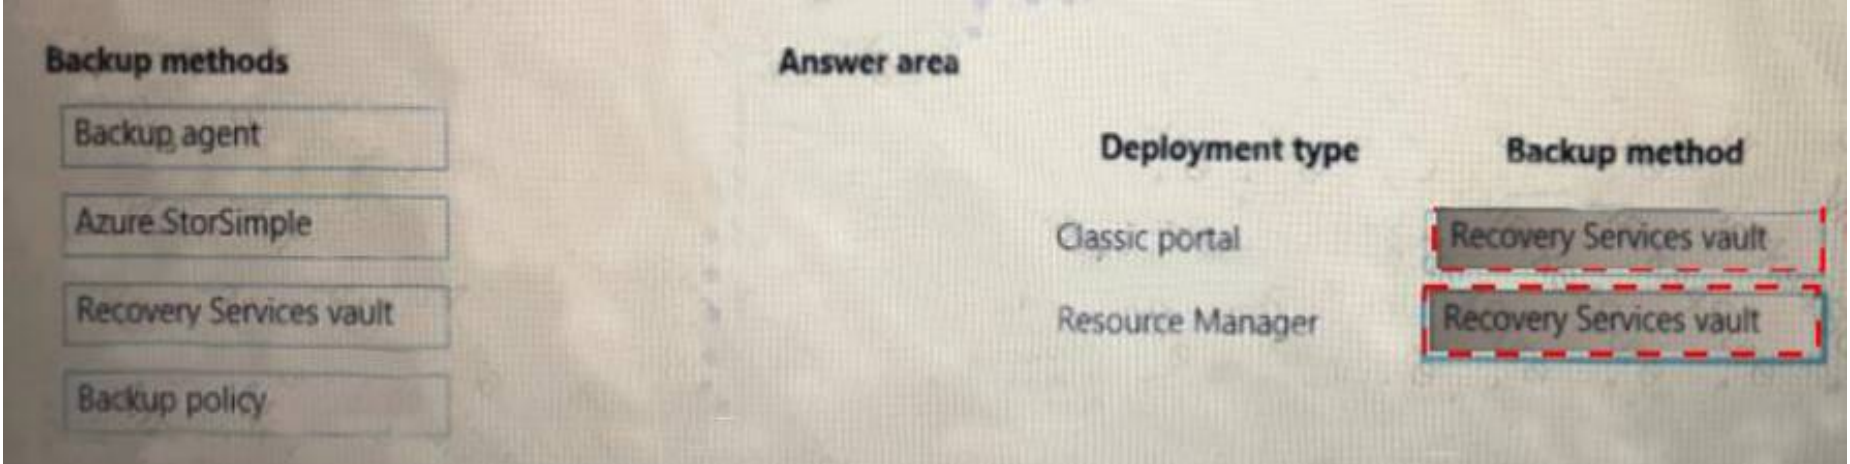 Backup methods
Backup agent
Azure StorSimple
Recovery Services vault
Backup policy
Answer area
Deployment type Backup method
Classic portal Recovery Services vault
Resource Manager Recovery Services vault